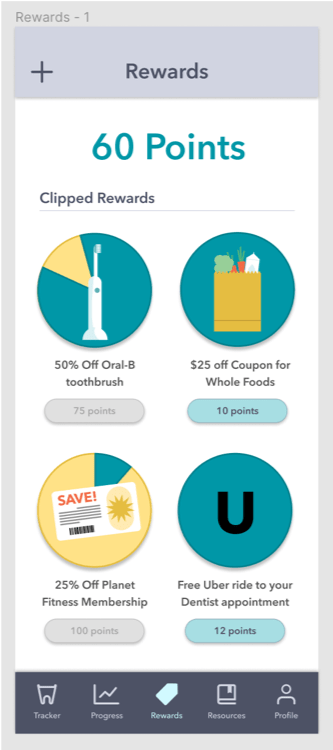 Rewards - 1
Rewards
60 Points
Clipped Rewards
50% Off Oral-B
toothbrush
75 points
$25 off Coupon for
Whole Foods
10 points
SAVE!
25% Off Planet
Fitness Membership
100 points
U
Free Uber ride to your
Dentist appointment
12 points
Tracker
Progress
Rewards
Resources
Profile